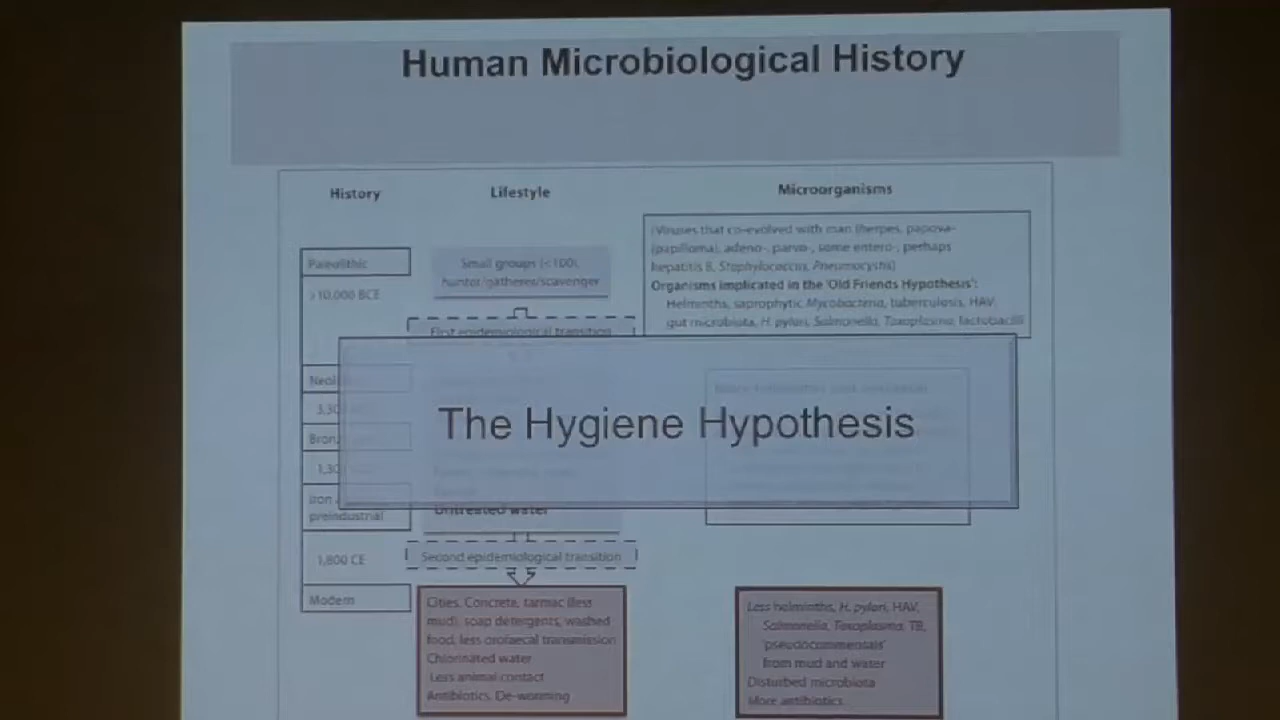 Human Microbiological History
History
Lifestyle
Microorganisms
Paleolithic
>10,000 BCE
Small groups (<100),
hunter/gatherer/scavenger
First epidemiological transition
(Viruses that co-evolved with man (herpes, papova-
(papilloma), adeno-, parvo-, some entero-, perhaps
hepatitis B, Staphylococcus, Pneumocystis)
Organisms implicated in the 'Old Friends Hypothesis':
Helminths, saprophytic Mycobacteria, tuberculosis, HAV,
gut microbiota, H. pylori, Salmonella, Toxoplasma, lactobacilli
The Hygiene Hypothesis
Iron
preindustrial
Untreated water
1,800 CE
Second epidemiological transition
Modern
Cities, Concrete, tarmac (less
mud), soap detergents, washed
food, less orofaecal transmission
Chlorinated water
Less animal contact
Antibiotics, De-worming
Less helminths, H. pylori, HAV,
Salmonella, Toxoplasma, TB,
'pseudocommensals'
from mud and water
Disturbed microbiota
More antibiotics